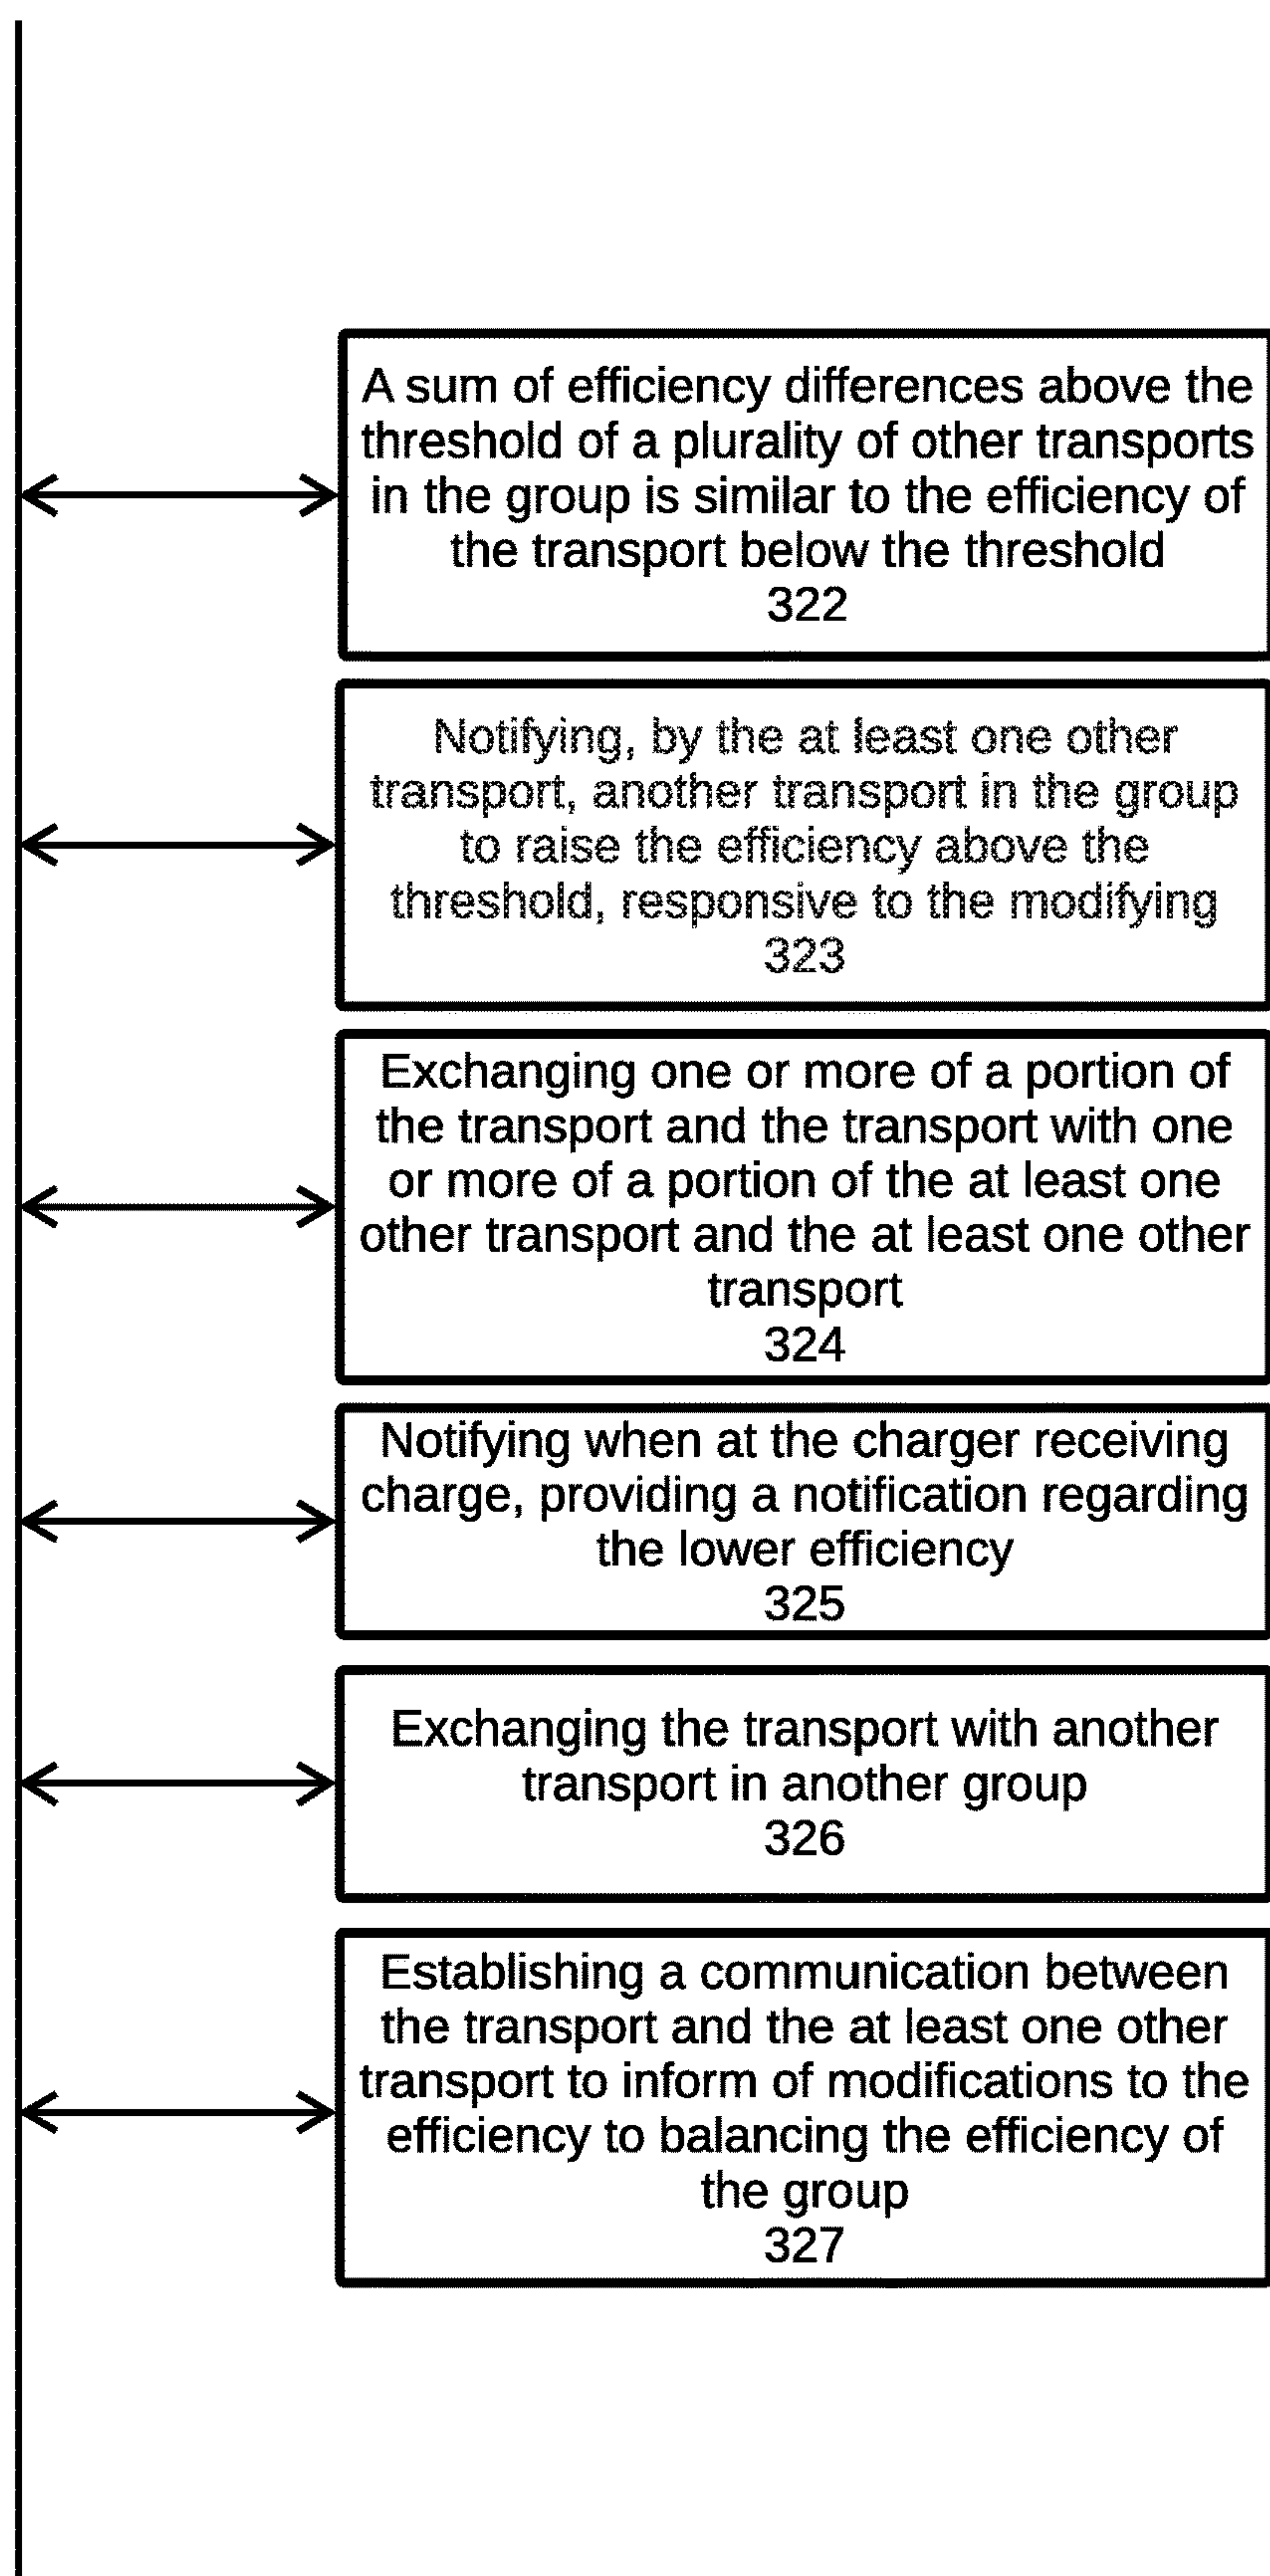 A sum of efficiency differences above the
threshold of a plurality of other transports
in the group is similar to the efficiency of
the transport below the threshold
322
Notifying, by the at least one other
transport, another transport in the group
to raise the efficiency above the
threshold, responsive to the modifying
323
Exchanging one or more of a portion of
the transport and the transport with one
or more of a portion of the at least one
other transport and the at least one other
transport
324
Notifying when at the charger receiving
charge, providing a notification regarding
the lower efficiency
325
Exchanging the transport with another
transport in another group
326
Establishing a communication between
the transport and the at least one other
transport to inform of modifications to the
efficiency to balancing the efficiency of
the group
327